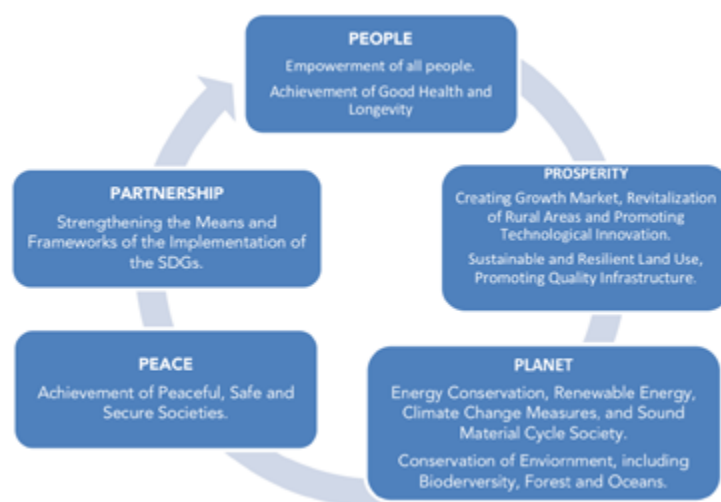 PEOPLE
Empowerment of all people.
Achievement of Good Health and
Longevity
PROSPERITY
Creating Growth Market, Revitalization
of Rural Areas and Promoting
Technological Innovation.
Sustainable and Resilient Land Use,
Promoting Quality Infrastructure.
PLANET
Energy Conservation, Renewable Energy,
Climate Change Measures, and Sound
Material Cycle Society.
Conservation of Enviornment, including
Bioderversity, Forest and Oceans.
PEACE
Achievement of Peaceful, Safe and
Secure Societies.
PARTNERSHIP
Strengthening the Means and
Frameworks of the Implementation of
the SDGs.